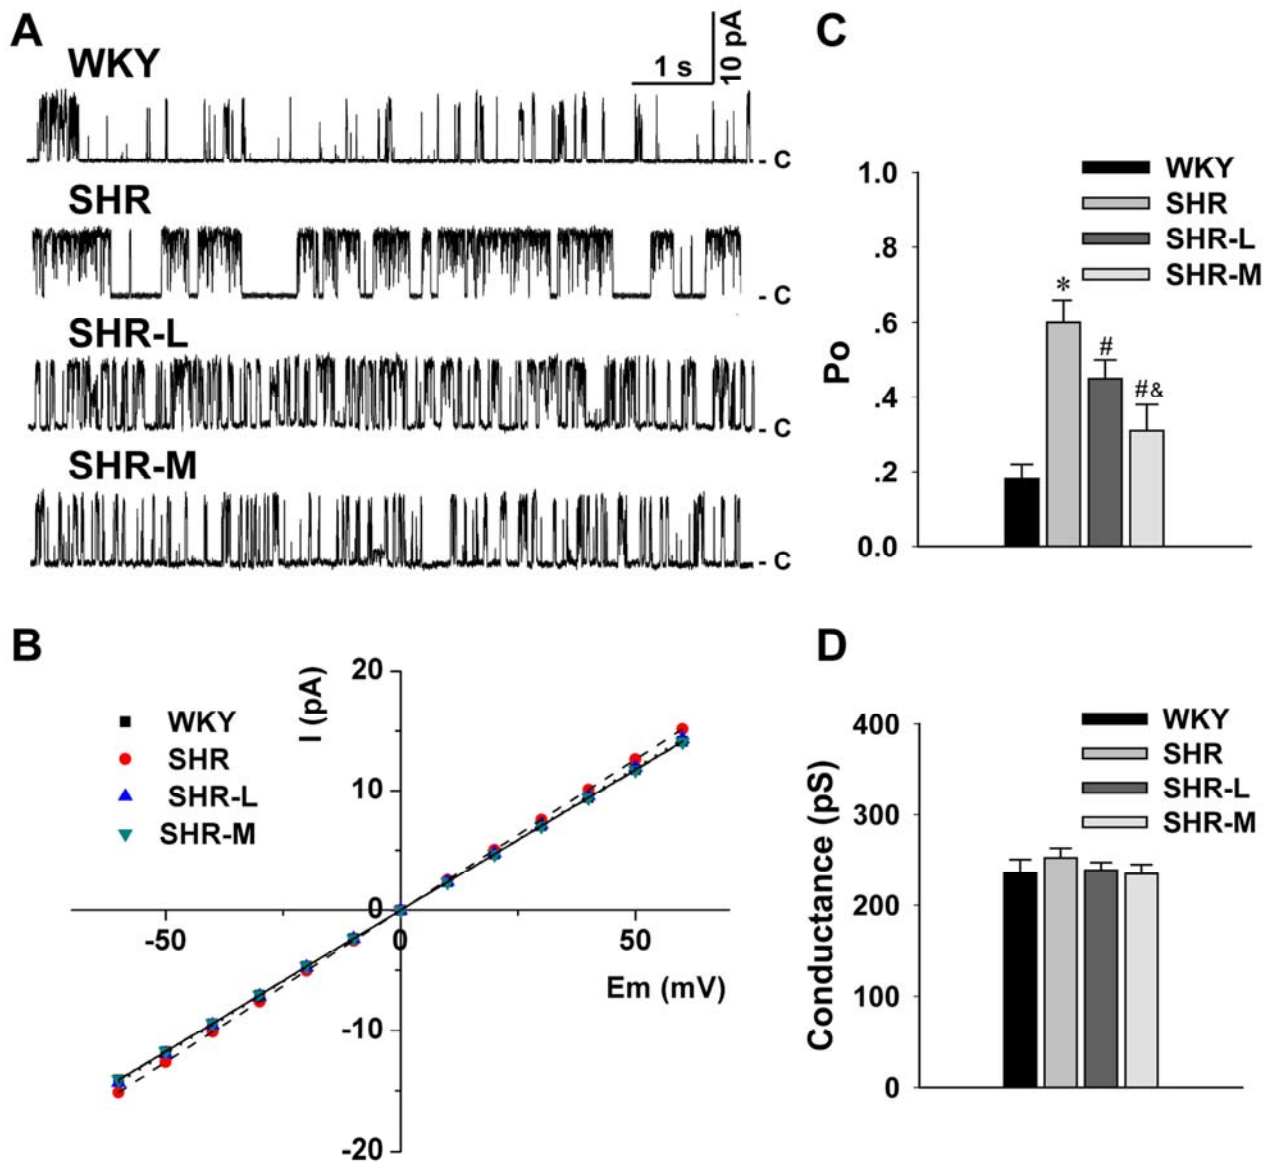 A
WKY
1 s
10 pA
- C
SHR
- C
SHR-L
- C
SHR-M
- C
B
I (pA)
20
10
0
-10
-20
-50
0
50
Em (mV)
WKY
SHR
SHR-L
SHR-M
C
Po
1.0
.8
.6
.4
.2
0.0
WKY
SHR
SHR-L
SHR-M
*
#
#&
D
Conductance (pS)
400
300
200
100
0
WKY
SHR
SHR-L
SHR-M